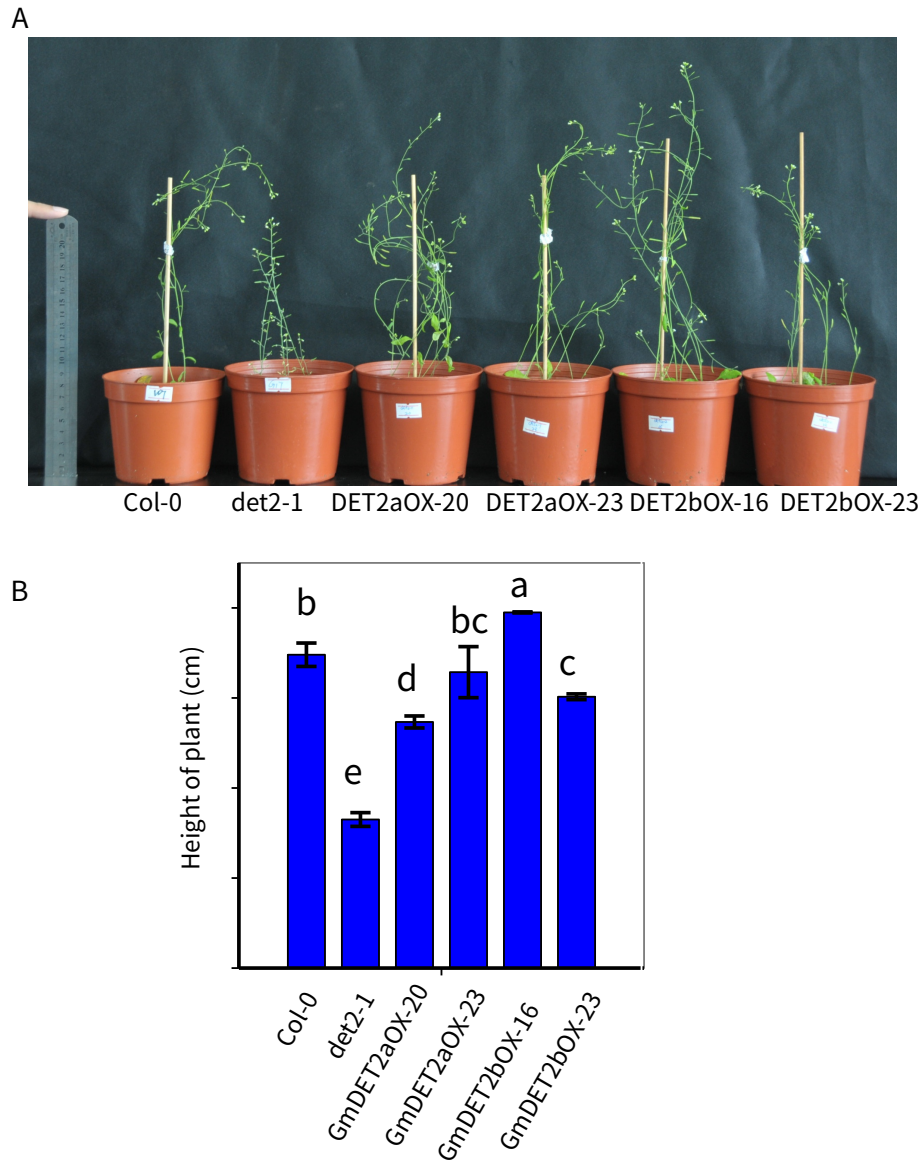 A
Col-0
det2-1
DET2aOX-20
DET2aOX-23
DET2bOX-16
DET2bOX-23
B
Height of plant (cm)
b
e
d
bc
a
c
Col-0
det2-1
GmDET2aOX-20
GmDET2aOX-23
GmDET2bOX-16
GmDET2bOX-23